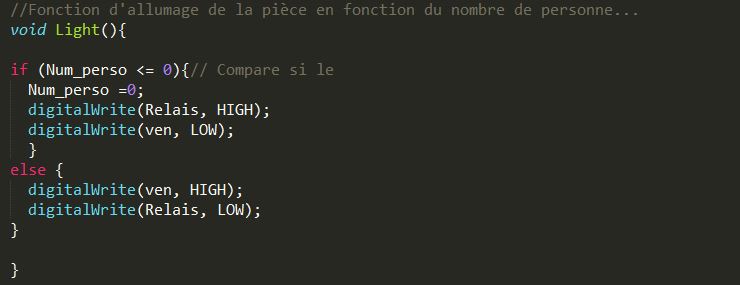 //Fonction d'allumage de la pièce en fonction du nombre de personne...
void Light(){
if (Num_perso <= 0){// Compare si le
Num_perso =0;
digitalWrite(Relais, HIGH);
digitalWrite(ven, LOW);
}
else {
digitalWrite(ven, HIGH);
digitalWrite(Relais, LOW);
}
}